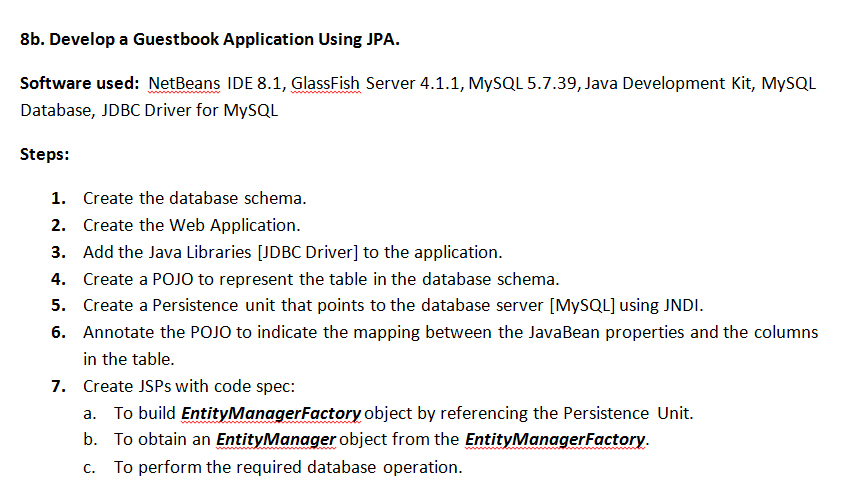 8b. Develop a Guestbook Application Using JPA.
Software used: NetBeans IDE 8.1, GlassFish Server 4.1.1, MySQL 5.7.39, Java Development Kit, MySQL
Database, JDBC Driver for MySQL
Steps:
1. Create the database schema.
2. Create the Web Application.
3. Add the Java Libraries [JDBC Driver] to the application.
4. Create a POJO to represent the table in the database schema.
5. Create a Persistence unit that points to the database server [MySQL] using JNDI.
6. Annotate the POJO to indicate the mapping between the JavaBean properties and the columns
in the table.
7. Create JSPs with code spec:
a. To build EntityManagerFactory object by referencing the Persistence Unit.
b. To obtain an EntityManager object from the EntityManagerFactory.
c. To perform the required database operation.